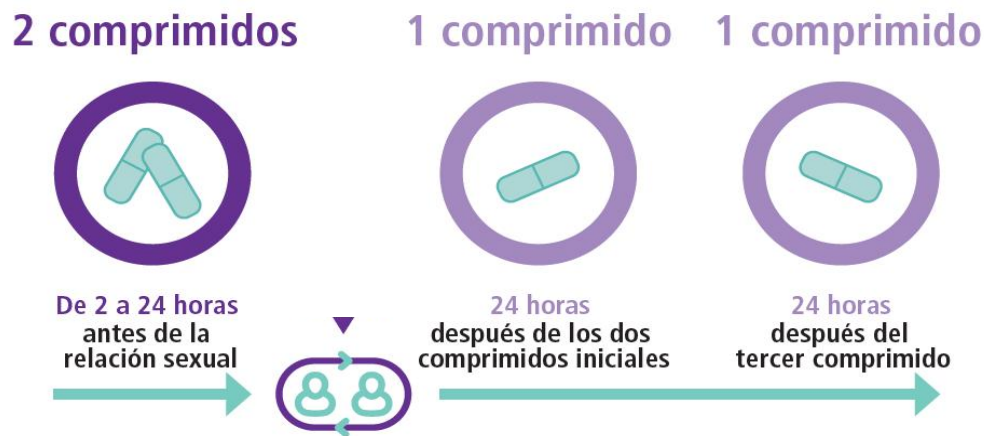 2 comprimidos
De 2 a 24 horas
antes de la
relación sexual
1 comprimido
24 horas
después de los dos
comprimidos iniciales
1 comprimido
24 horas
después del
tercer comprimido